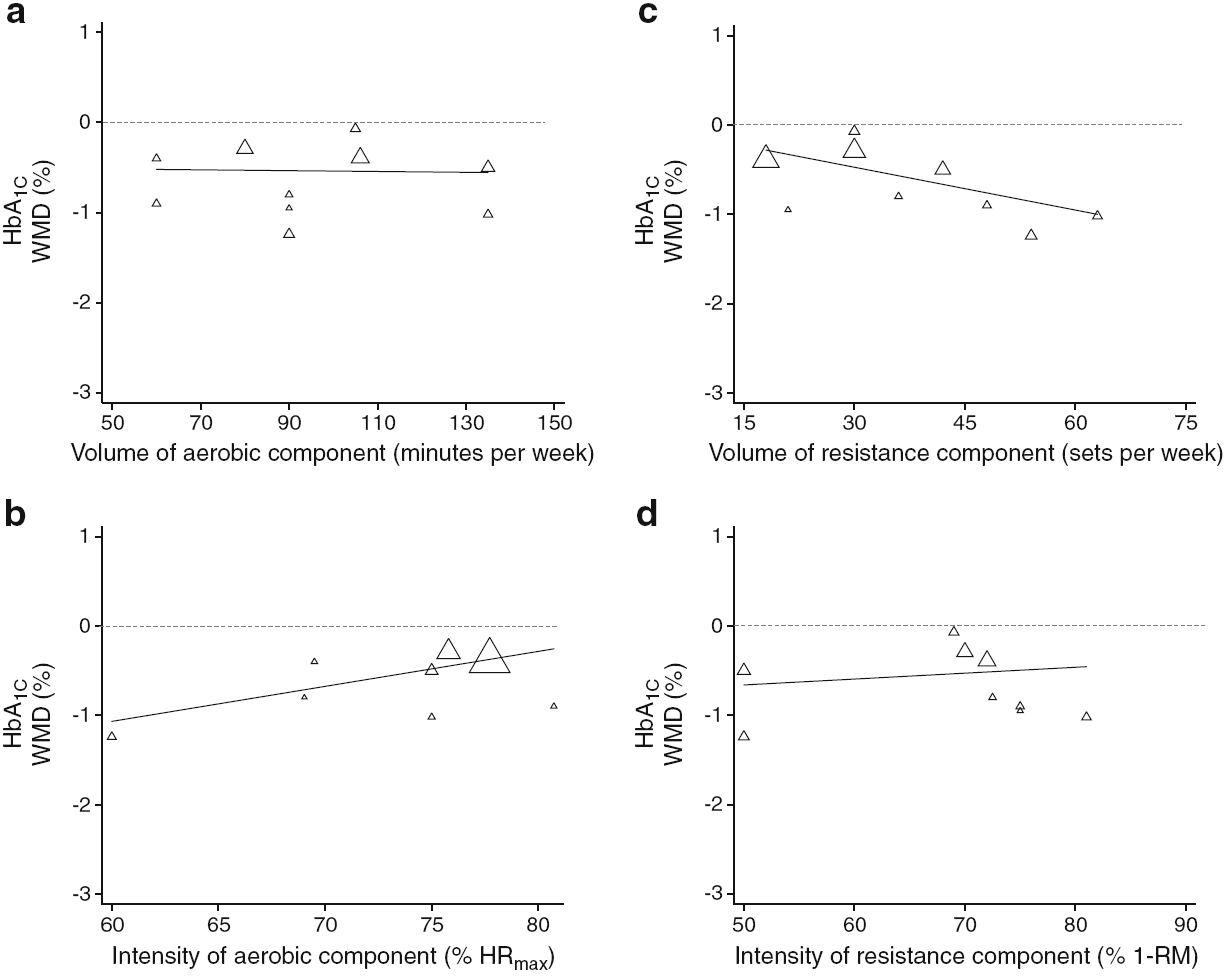 a
1
0
-1
-2
-3
HbA1C
WMD (%)
50 70 90 110 130 150
Volume of aerobic component (minutes per week)
c
1
0
-1
-2
-3
HbA1C
WMD (%)
15 30 45 60 75
Volume of resistance component (sets per week)
b
1
0
-1
-2
-3
HbA1C
WMD (%)
60 65 70 75 80
Intensity of aerobic component (% HRmax)
d
1
0
-1
-2
-3
HbA1C
WMD (%)
50 60 70 80 90
Intensity of resistance component (% 1-RM)